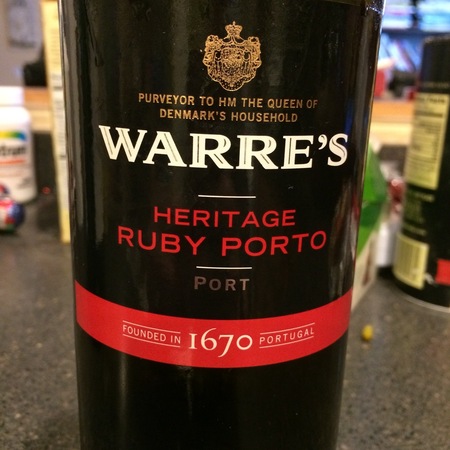 PURVEYOR TO HM THE QUEEN OF
DENMARK'S HOUSEHOLD
WARRE'S
HERITAGE
RUBY PORTO
PORT
FOUNDED IN 1670 PORTUGAL